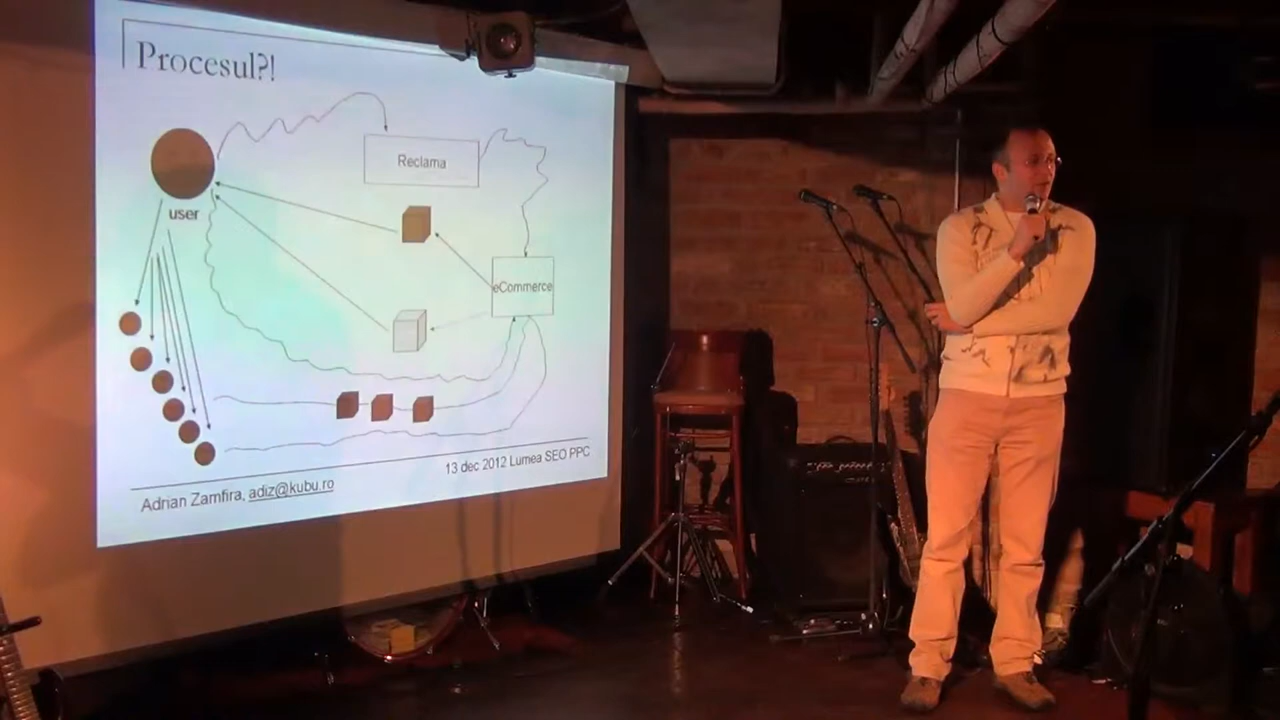 Procesul?!
Reclama
user
eCommerce
13 dec 2012 Lumea SEO PPC
Adrian Zamfira, adiz@kubu.ro